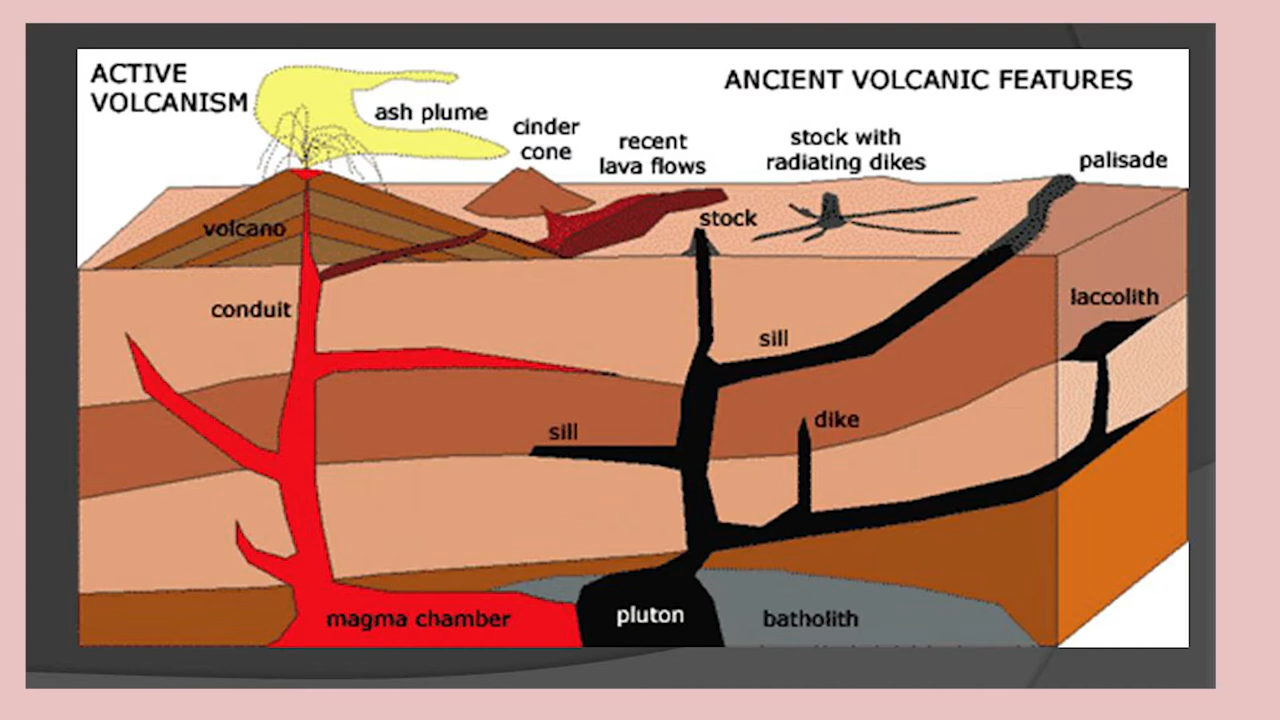 ACTIVE
VOLCANISM
ANCIENT VOLCANIC FEATURES
ash plume
cinder
cone
recent
lava flows
stock with
radiating dikes
palisade
volcano
stock
conduit
laccolith
sill
sill
dike
magma chamber
pluton
batholith